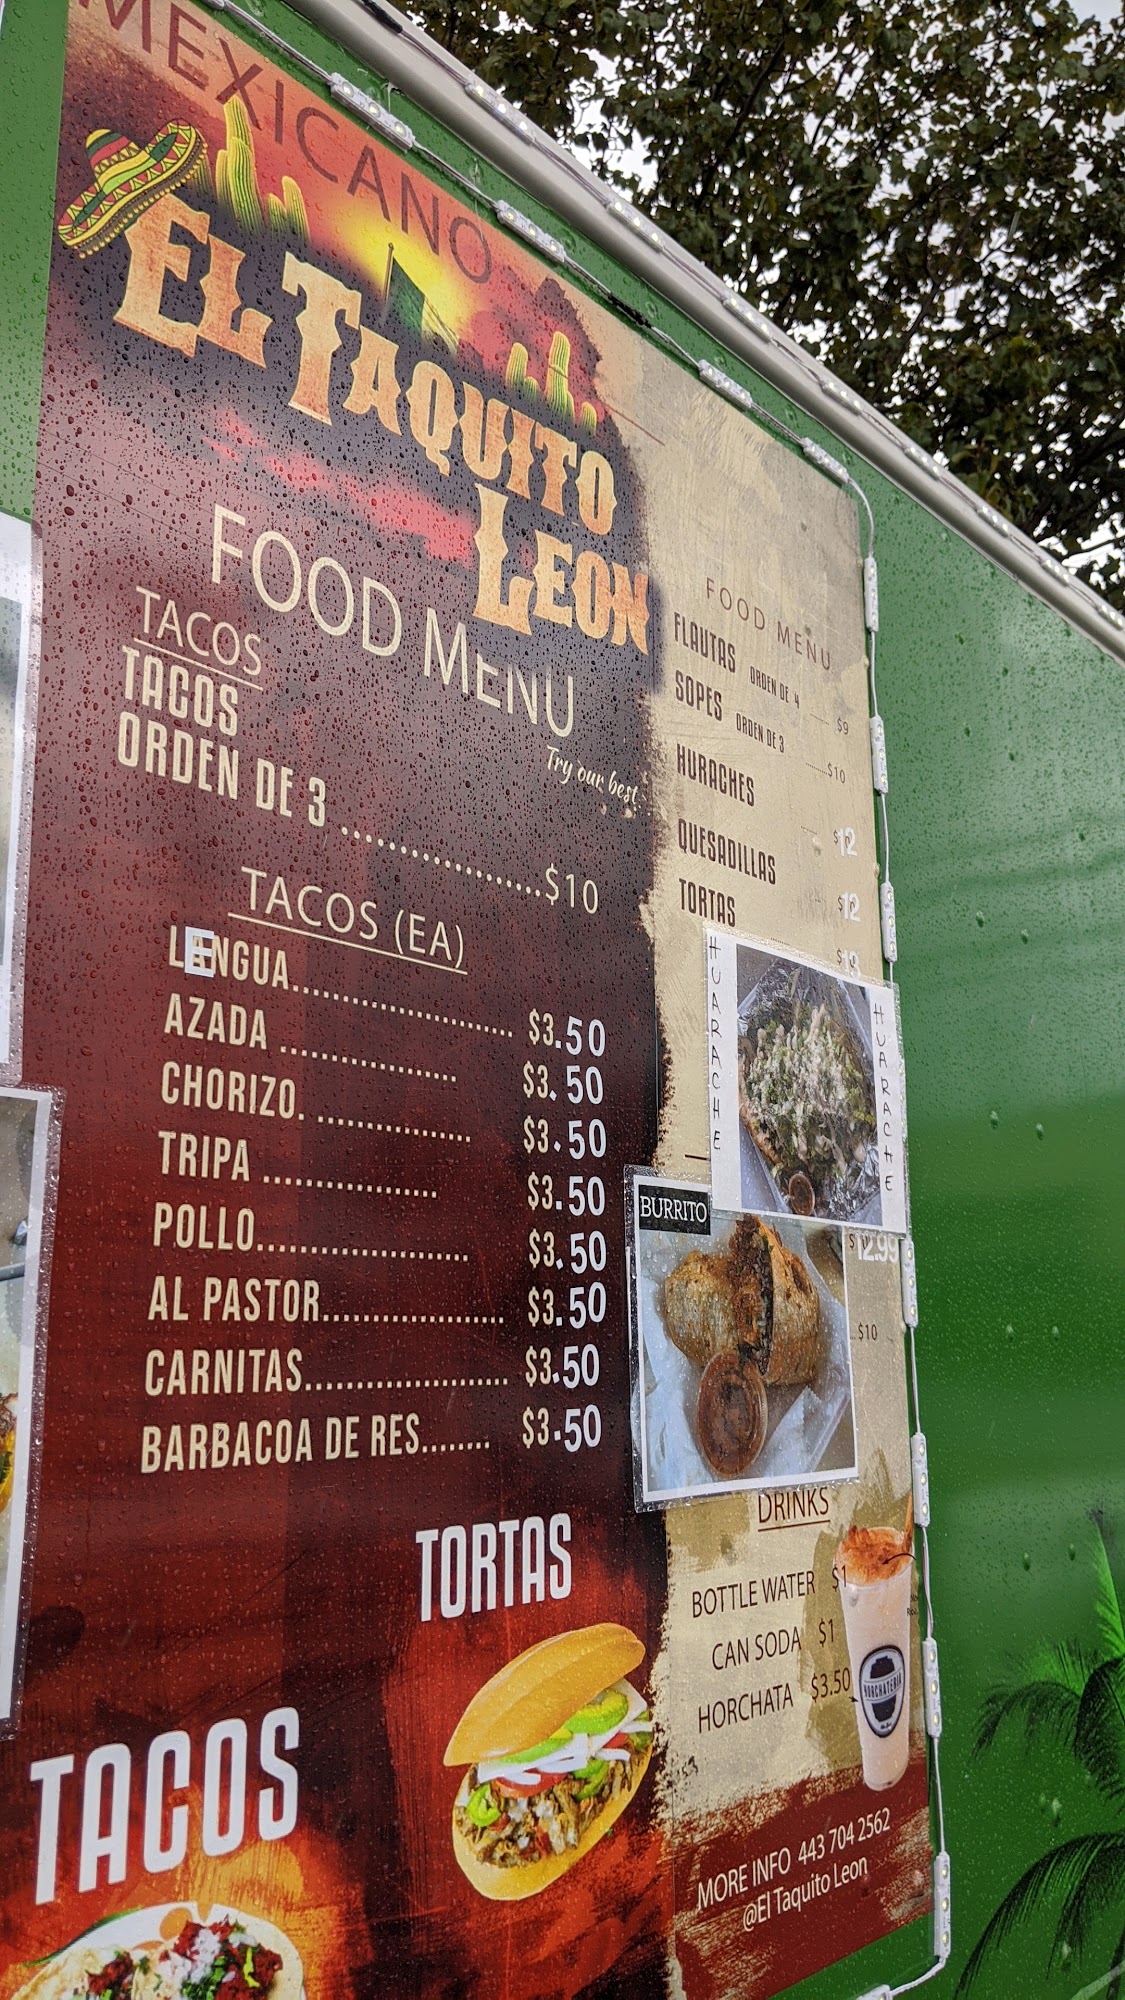 MEXICANO
EL TAQUITO
LEON
FOOD MENU
Try our best
TACOS
TACOS
ORDEN DE 3 ....................$10
TACOS (EA)
LENGUA...................... $3.50
AZADA .................. $3.50
CHORIZO. ................ $3.50
TRIPA .................. $3.50
POLLO..................... $3.50
AL PASTOR.................. $3.50
CARNITAS..................... $3.50
BARBACOA DE RES........ $3.50
TORTAS
TACOS
FOOD MENU
FLAUTAS ORDEN DE 4 ...... $9
SOPES ORDEN DE 3 ......$10
HURACHES $12
QUESADILLAS $12
TORTAS $13
HUARACHE
HUARACHE
BURRITO
$12.99
$10
DRINKS
BOTTLE WATER $1
CAN SODA $1
HORCHATA $3.50
HORCHATERIA
MORE INFO 443 704 2562
@El Taquito Leon